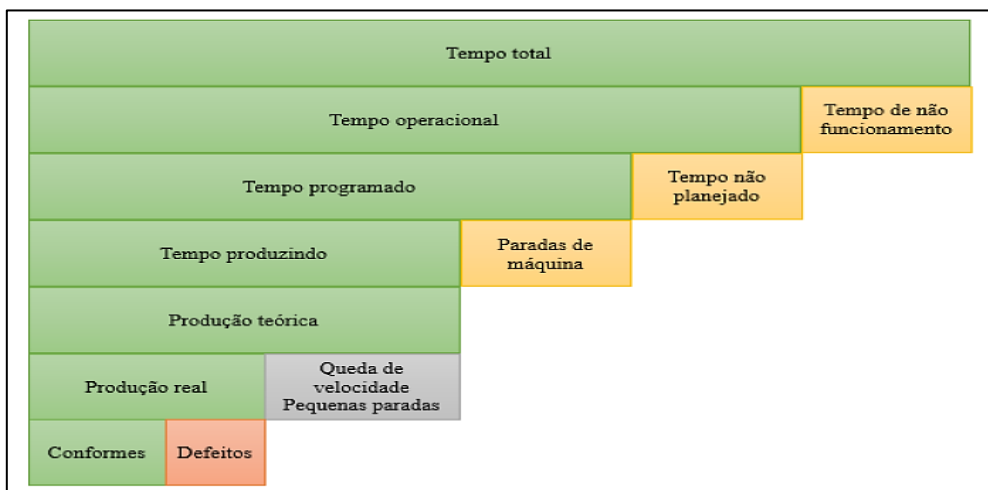 Tempo total
Tempo operacional
Tempo de não
funcionamento
Tempo programado
Tempo não
planejado
Tempo produzindo
Paradas de
máquina
Produção teórica
Produção real
Queda de
velocidade
Pequenas paradas
Conformes
Defeitos